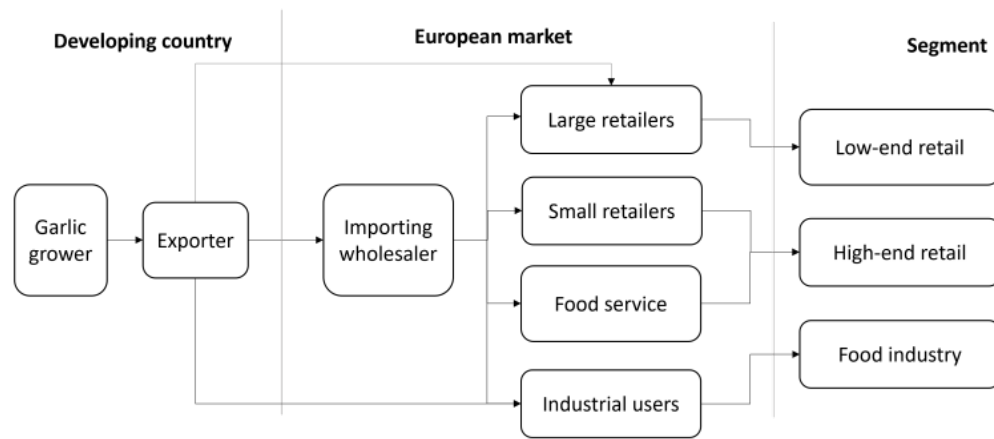 Developing country
European market
Segment
Large retailers
Low-end retail
Garlic
grower
Exporter
Importing
wholesaler
Small retailers
High-end retail
Food service
Food industry
Industrial users